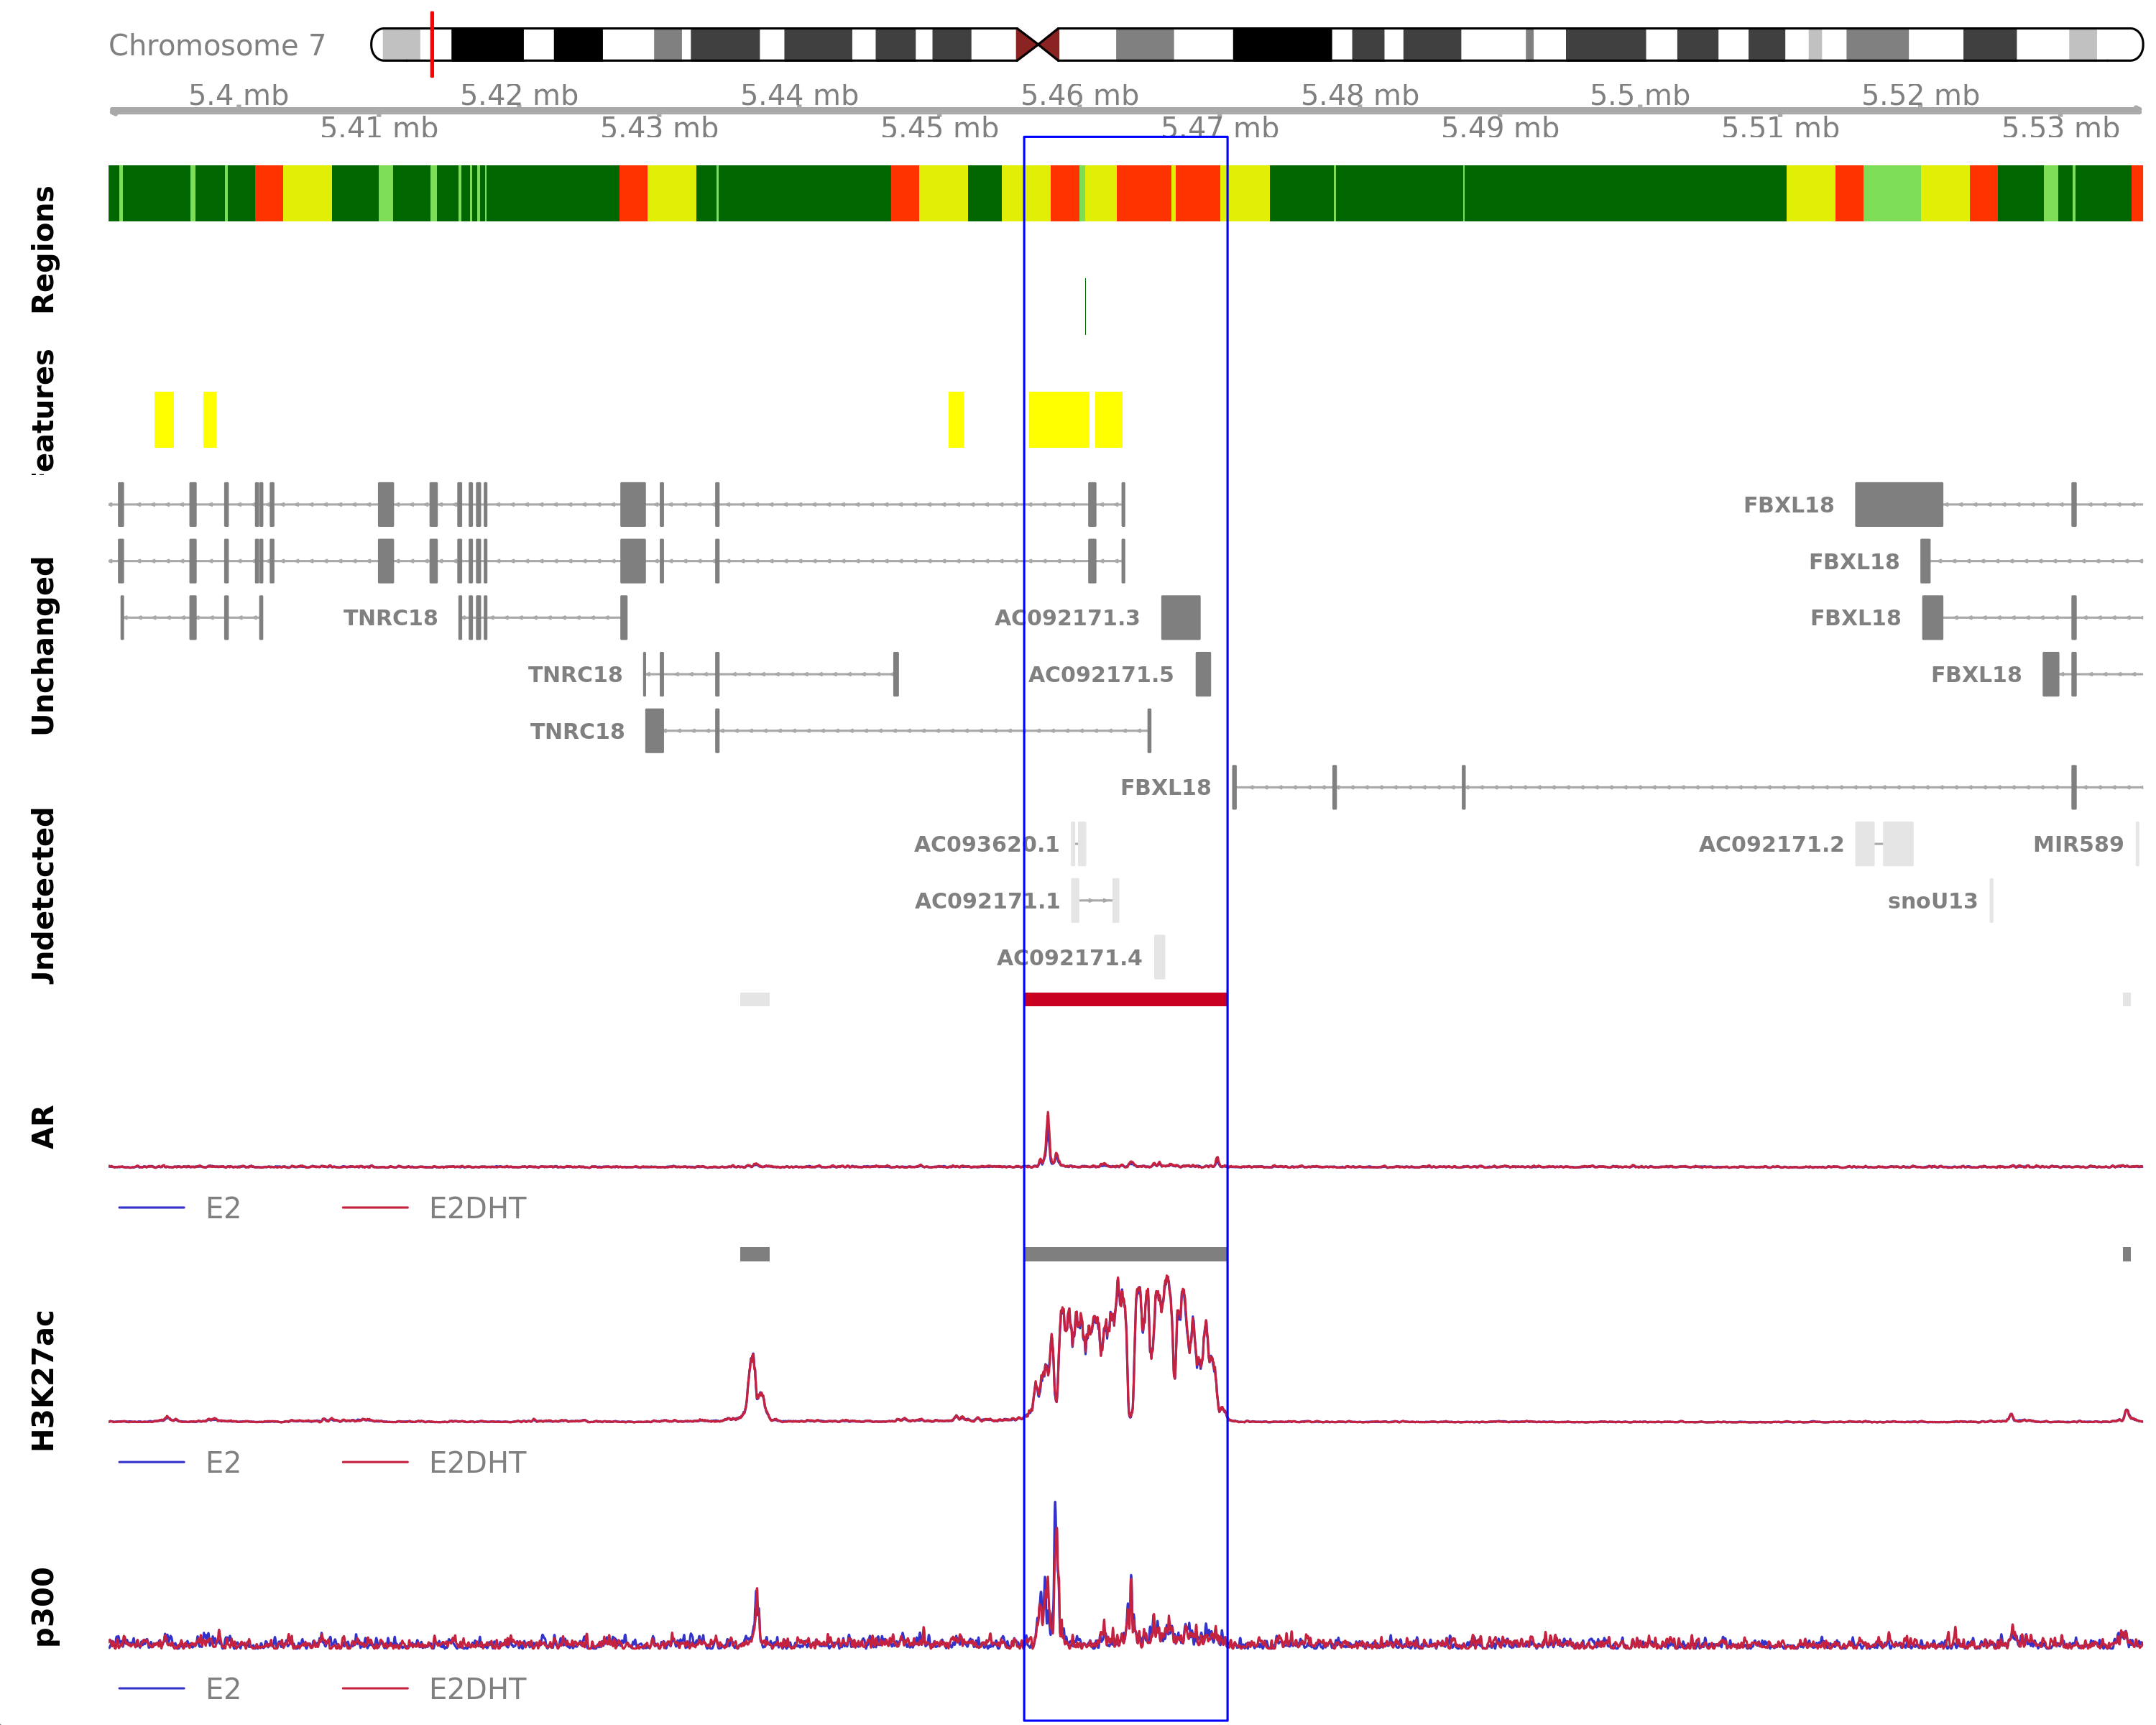 Chromosome 7
5.4 mb 5.42 mb 5.44 mb 5.46 mb 5.48 mb 5.5 mb 5.52 mb
5.41 mb 5.43 mb 5.45 mb 5.47 mb 5.49 mb 5.51 mb 5.53 mb
Regions
eatures
Unchanged
FBXL18
FBXL18
TNRC18 AC092171.3 FBXL18
TNRC18 AC092171.5 FBXL18
TNRC18
FBXL18
Jndetected
AC093620.1 AC092171.2 MIR589
AC092171.1 snoU13
AC092171.4
AR
E2 E2DHT
H3K27ac
E2 E2DHT
p300
E2 E2DHT